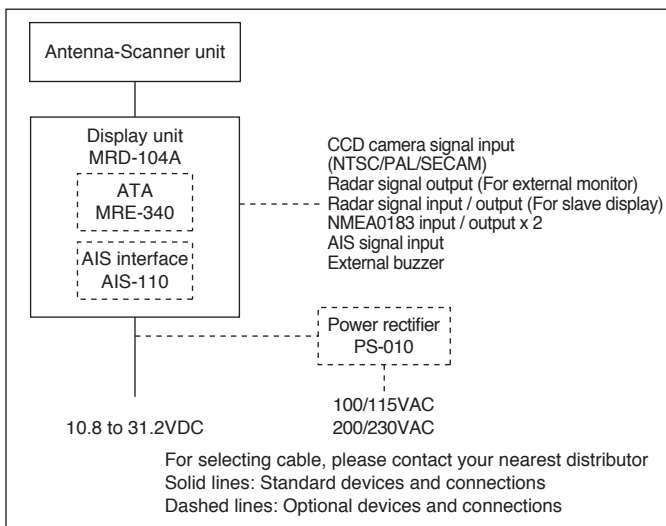 Antenna-Scanner unit
Display unit
MRD-104A
ATA
MRE-340
AIS interface
AIS-110
CCD camera signal input
(NTSC/PAL/SECAM)
Radar signal output (For external monitor)
Radar signal input / output (For slave display)
NMEA0183 input / output x 2
AIS signal input
External buzzer
Power rectifier
PS-010
10.8 to 31.2VDC
100/115VAC
200/230VAC
For selecting cable, please contact your nearest distributor
Solid lines: Standard devices and connections
Dashed lines: Optional devices and connections